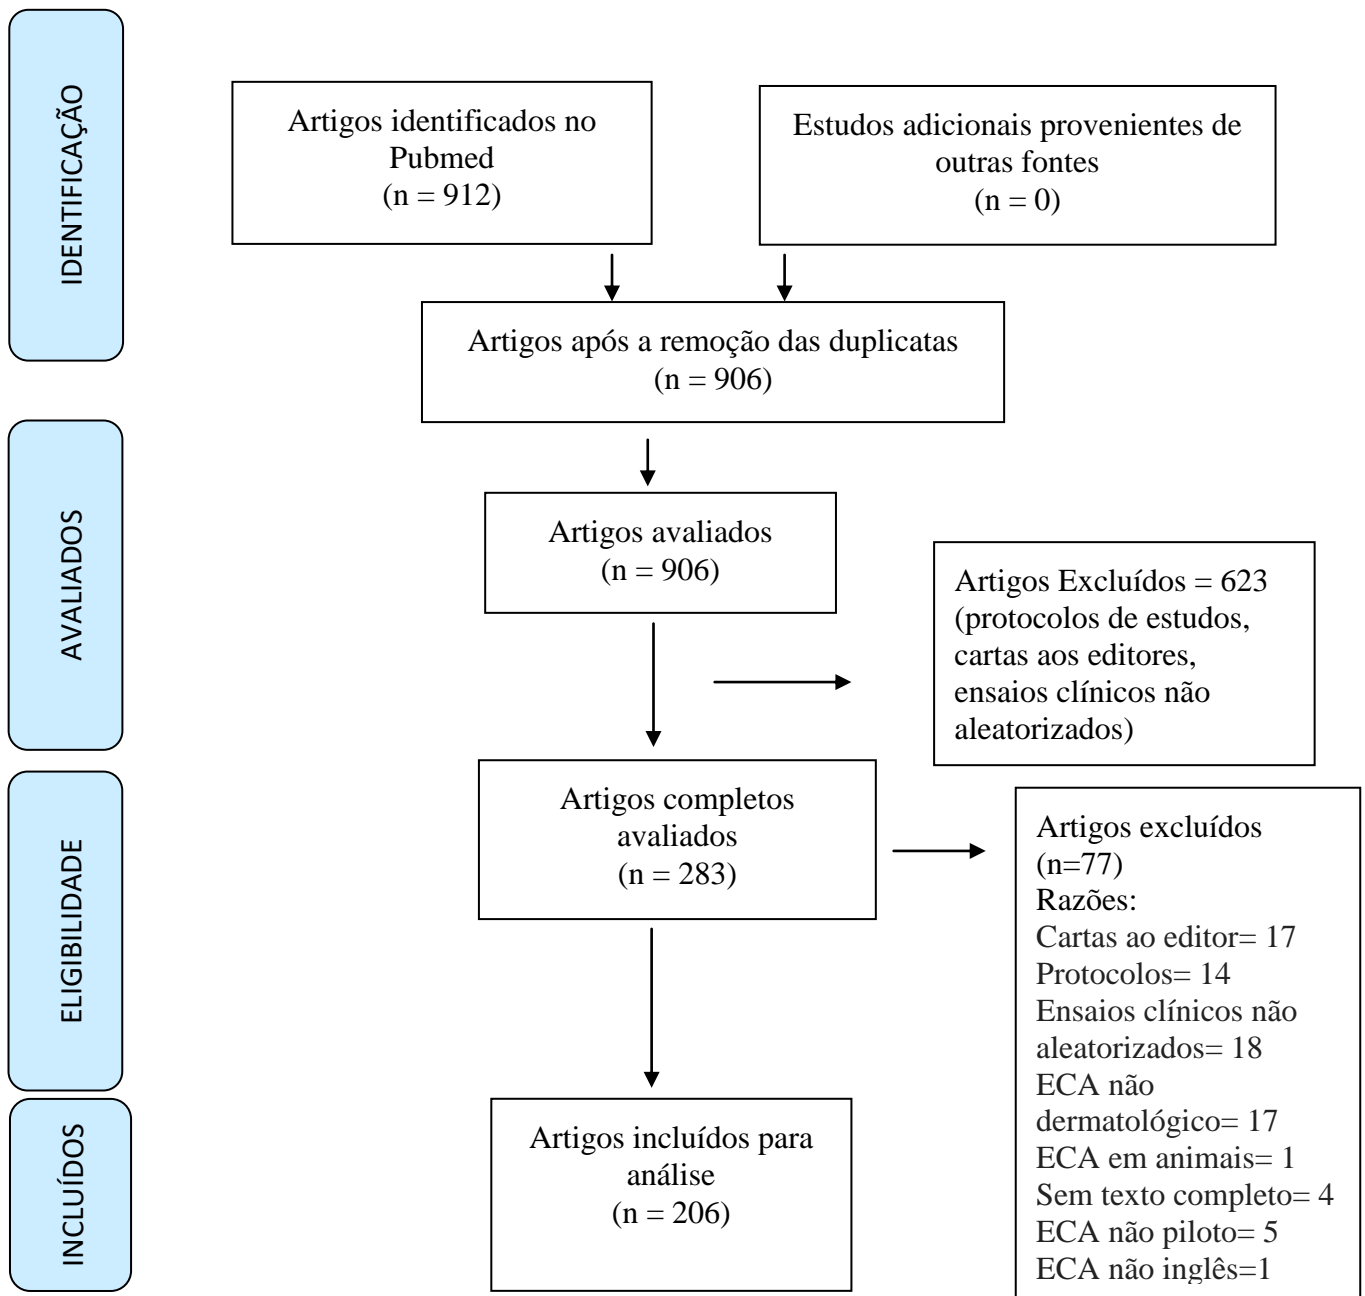 IDENTIFICAÇÃO
Artigos identificados no
Pubmed
(n = 912)
Estudos adicionais provenientes de
outras fontes
(n = 0)
Artigos após a remoção das duplicatas
(n = 906)
AVALIADOS
Artigos avaliados
(n = 906)
Artigos Excluídos = 623
(protocolos de estudos,
cartas aos editores,
ensaios clínicos não
aleatorizados)
ELIGIBILIDADE
Artigos completos
avaliados
(n = 283)
Artigos excluídos
(n=77)
Razões:
Cartas ao editor= 17
Protocolos= 14
Ensaios clínicos não
aleatorizados= 18
ECA não
dermatológico= 17
ECA em animais= 1
Sem texto completo= 4
ECA não piloto= 5
ECA não inglês=1
INCLUÍDOS
Artigos incluídos para
análise
(n = 206)